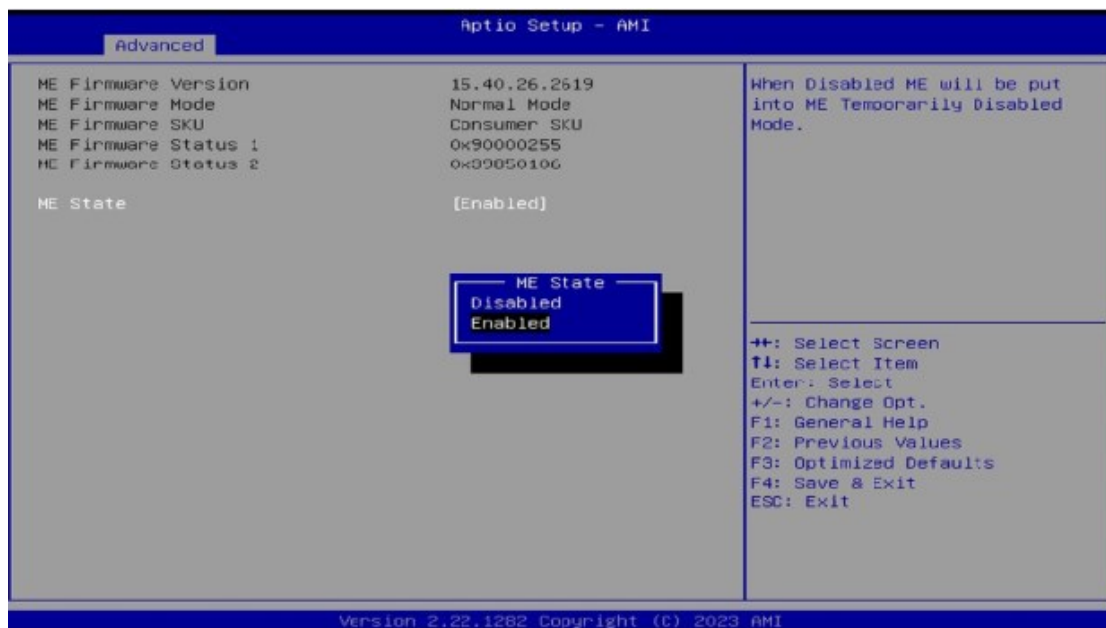 Aptio Setup - AMI
Advanced
ME Firmware Version 15.40.26.2619
ME Firmware Mode Normal Mode
ME Firmware SKU Consumer SKU
ME Firmware Status 1 0x90000255
ME Firmware Status 2
ME State [Enabled]
ME State
Disabled
Enabled
When Disabled ME will be put
into ME Temporarily Disabled
Mode.
→←: Select Screen
↑↓: Select Item
Enter: Select
+/-: Change Opt.
F1: General Help
F2: Previous Values
F3: Optimized Defaults
F4: Save & Exit
ESC: Exit
Version 2.22.1282 Copyright (C) 2023 AMI